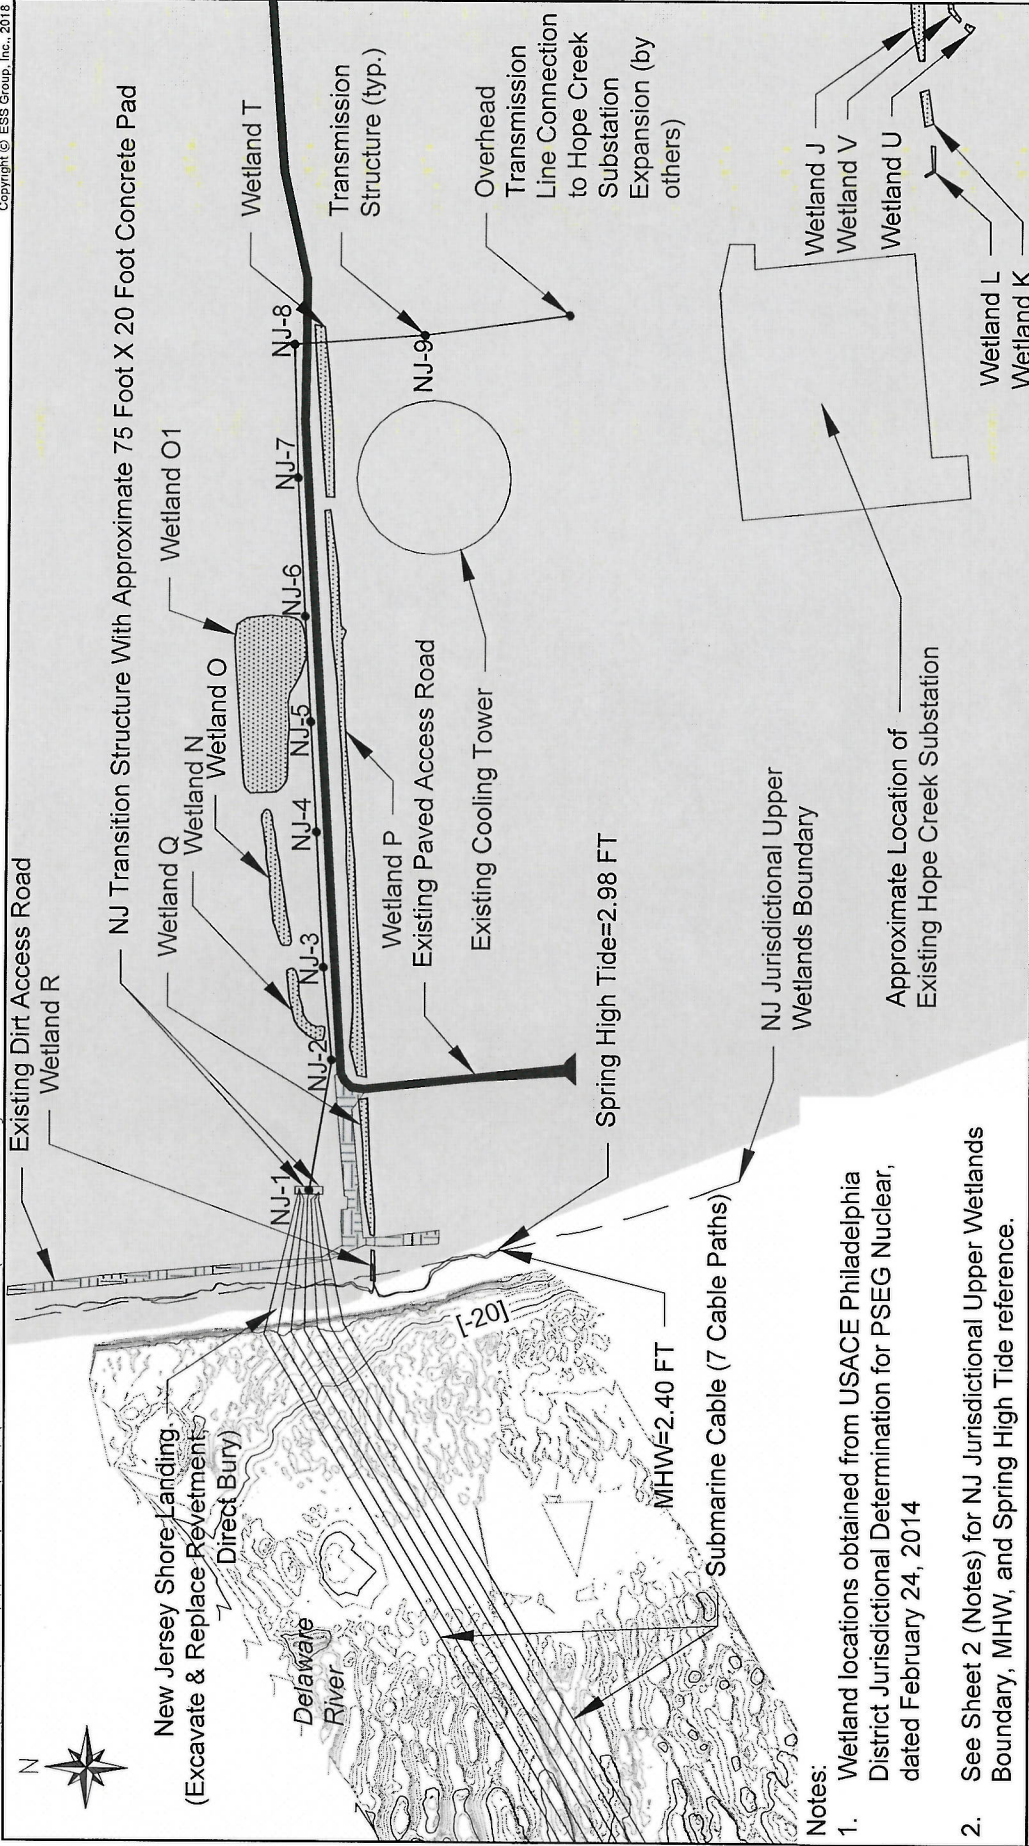 Copyright © ESS Group, Inc., 2018
N
Existing Dirt Access Road
Wetland R
NJ Transition Structure With Approximate 75 Foot X 20 Foot Concrete Pad
Wetland Q
Wetland N
Wetland O
Wetland O1
Wetland T
Transmission
Structure (typ.)
Overhead
Transmission
Line Connection
to Hope Creek
Substation
Expansion (by
others)
New Jersey Shore Landing
(Excavate & Replace Revetment,
Direct Bury)
Delaware
River
NJ-1
NJ-2
NJ-3
NJ-4
NJ-5
NJ-6
NJ-7
NJ-8
NJ-9
[-20]
Wetland P
Existing Paved Access Road
Existing Cooling Tower
Spring High Tide=2.98 FT
MHW=2.40 FT
Submarine Cable (7 Cable Paths)
NJ Jurisdictional Upper
Wetlands Boundary
Approximate Location of
Existing Hope Creek Substation
Wetland J
Wetland V
Wetland U
Wetland L
Wetland K
Notes:
1. Wetland locations obtained from USACE Philadelphia
District Jurisdictional Determination for PSEG Nuclear,
dated February 24, 2014
2. See Sheet 2 (Notes) for NJ Jurisdictional Upper Wetlands
Boundary, MHW, and Spring High Tide reference.